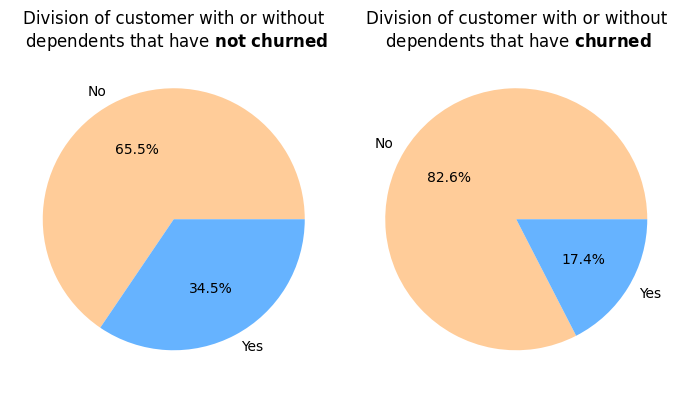 Division of customer with or without
dependents that have not churned
No
65.5%
34.5%
Yes
Division of customer with or without
dependents that have churned
No
82.6%
17.4%
Yes